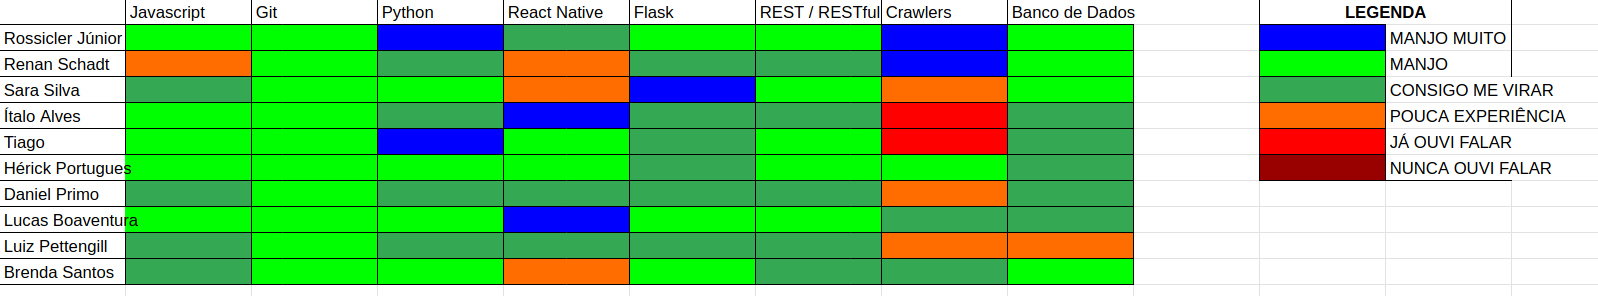 Javascript Git Python React Native Flask REST / RESTful Crawlers Banco de Dados LEGENDA
Rossicler Júnior MANJO MUITO
Renan Schadt MANJO
Sara Silva CONSIGO ME VIRAR
Ítalo Alves POUCA EXPERIÊNCIA
Tiago JÁ OUVI FALAR
Hérick Portugues NUNCA OUVI FALAR
Daniel Primo
Lucas Boaventura
Luiz Pettengill
Brenda Santos